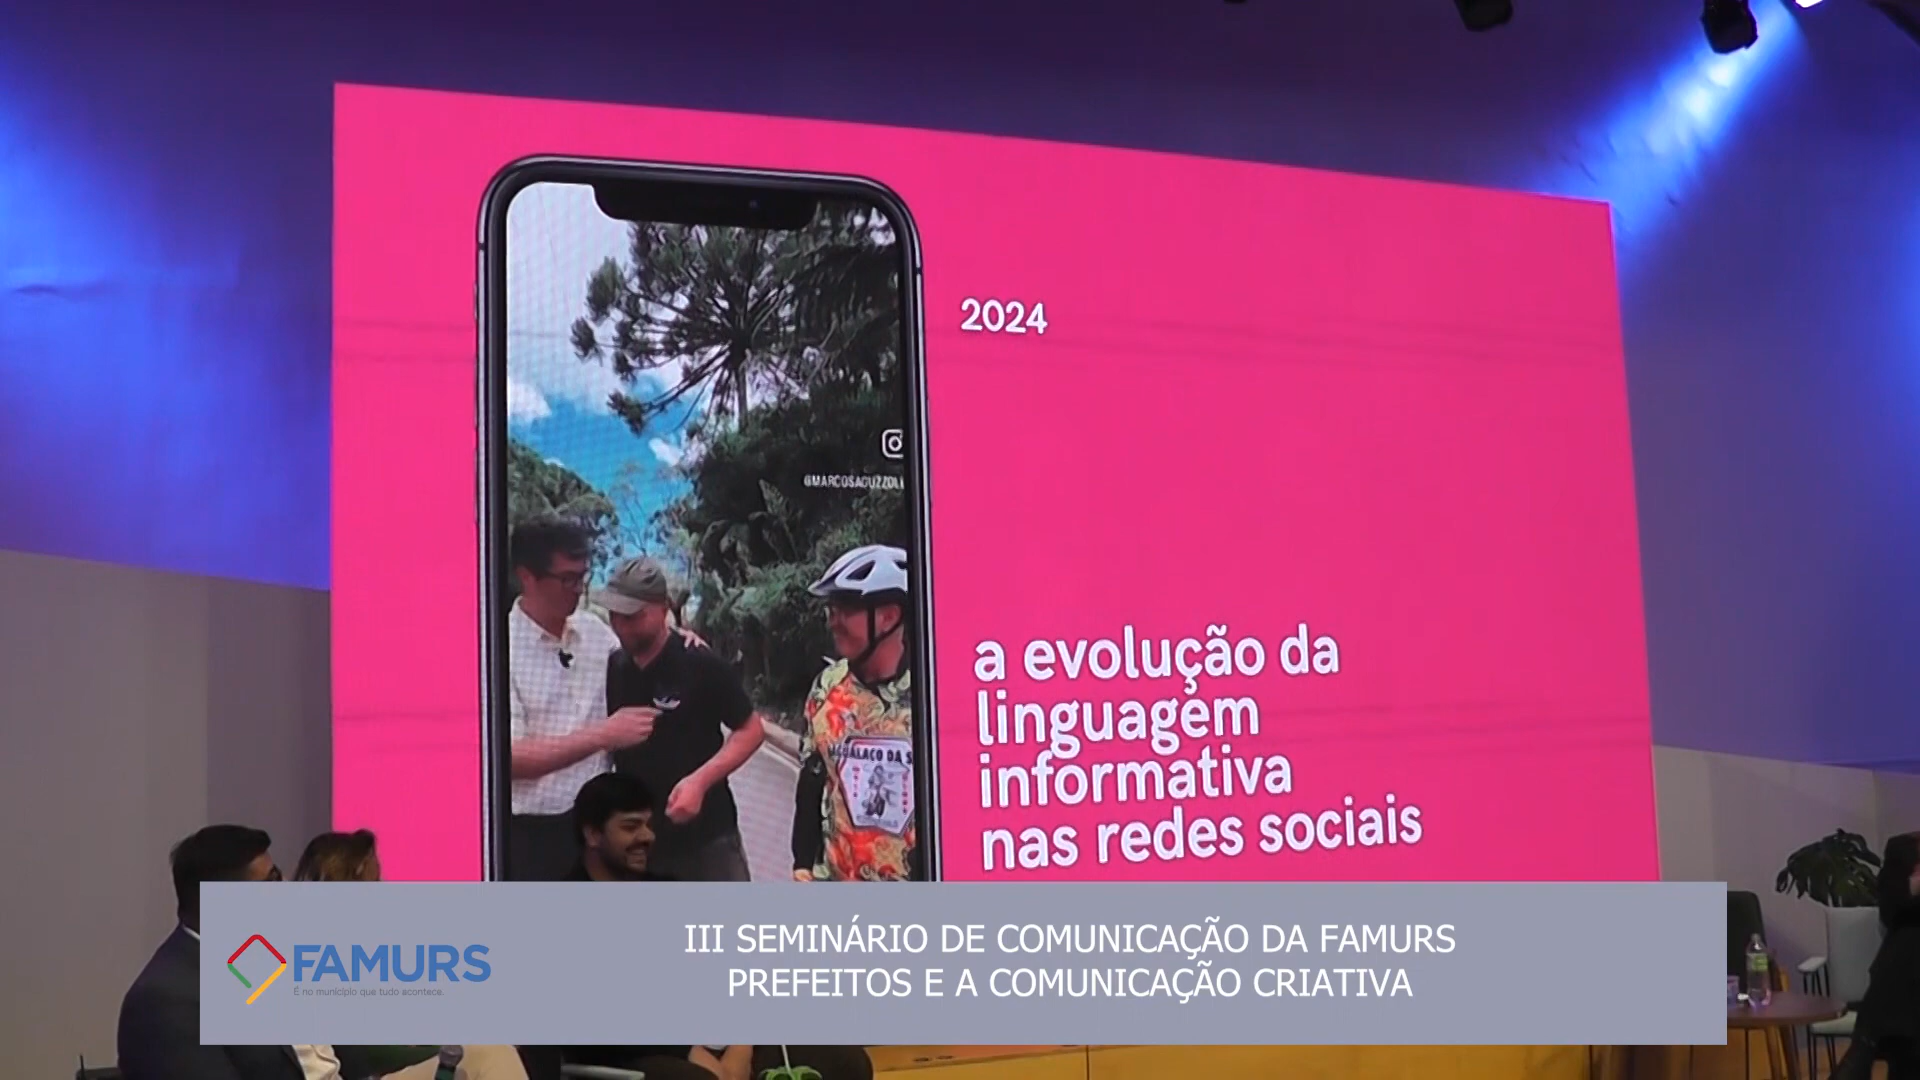 2024
@MARCOSAGUZZOLI
a evolução da
linguagem
informativa
nas redes sociais
FAMURS
É no município que tudo acontece.
III SEMINÁRIO DE COMUNICAÇÃO DA FAMURS
PREFEITOS E A COMUNICAÇÃO CRIATIVA